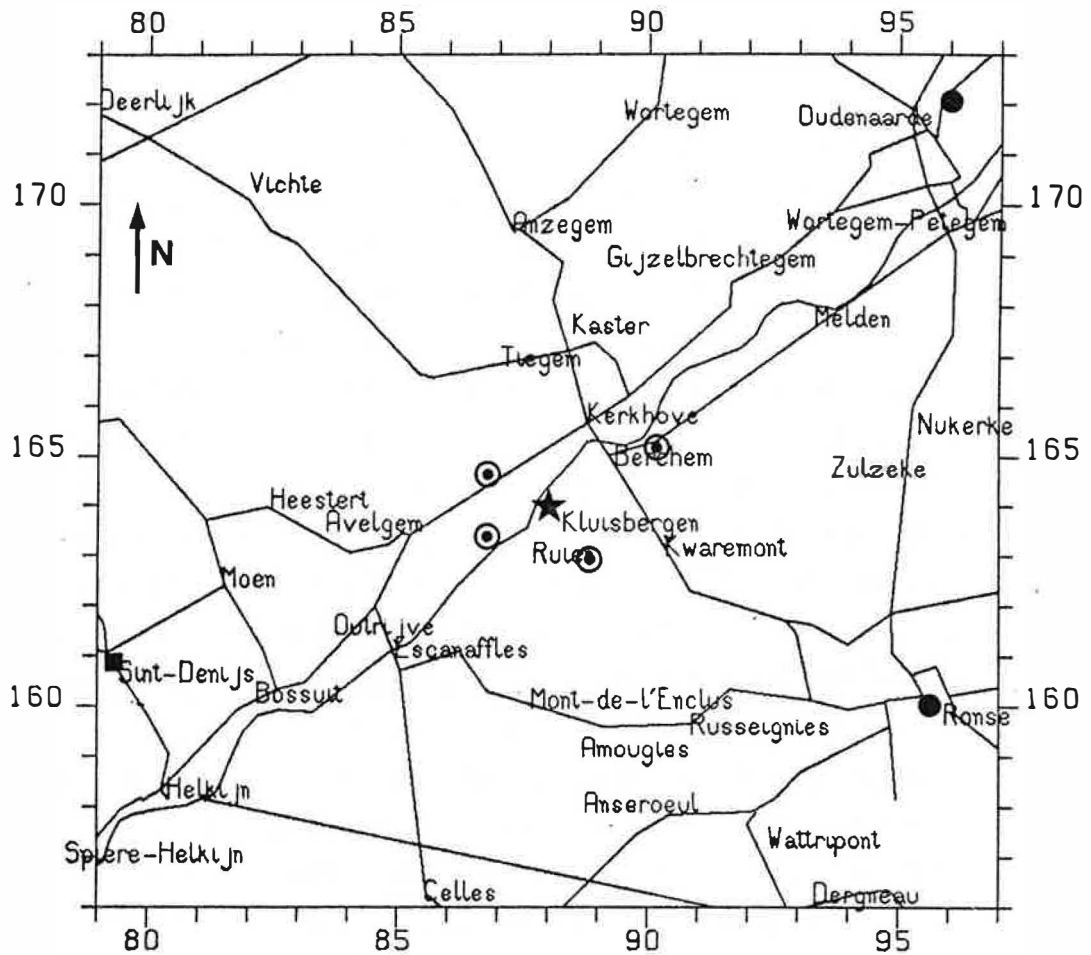 80 85 90 95
Deerlijk
Wortegem
Oudenaarde
Vichte
170 170
Anzegem
Wortegem-Petegem
N
Gijzelbrechtegem
Kaster
Melden
Tiegem
Kerkhove
Nukerke
165 165
Berchem
Zulzeke
Heestert
Avelgem
Kluisbergen
Kwaremont
Ruien
Moen
Outrijve
Escanaffles
Sint-Denijs
Bossuit
Mont-de-l'Enclus
160 160
Russeignies
Ronse
Amougies
Helkijn
Anseroeul
Wattripont
Spiere-Helkijn
Celles
Dergneau
80 85 90 95